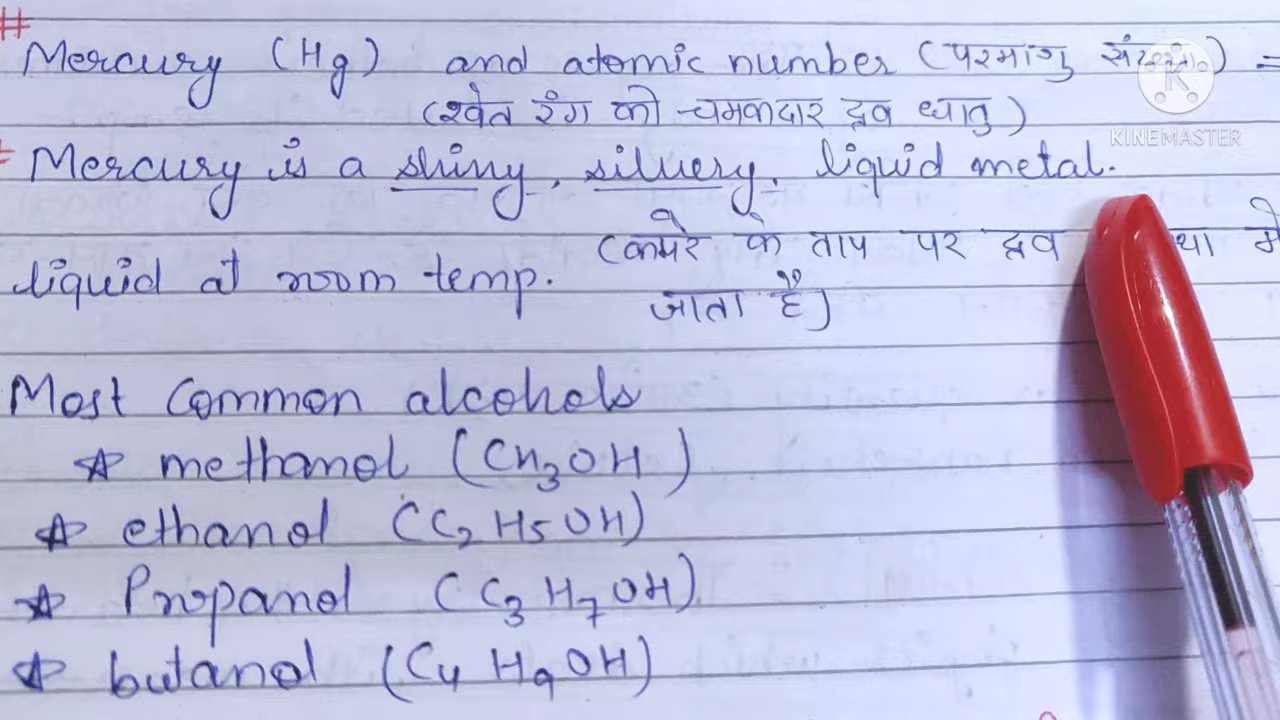 #
Mercury (Hg) and atomic number (परमाणु संख्या) =
(श्वेत रंग की चमकदार द्रव धातु)
Mercury is a shiny, silvery, liquid metal.
(कमरे के ताप पर द्रव था में
liquid at room temp.
जाता है)
Most Common alcohols
☆ methanol (CH3OH)
☆ ethanol (C2H5OH)
☆ Propanol (C3H7OH)
☆ butanol (C4H9OH)
KINEMASTER